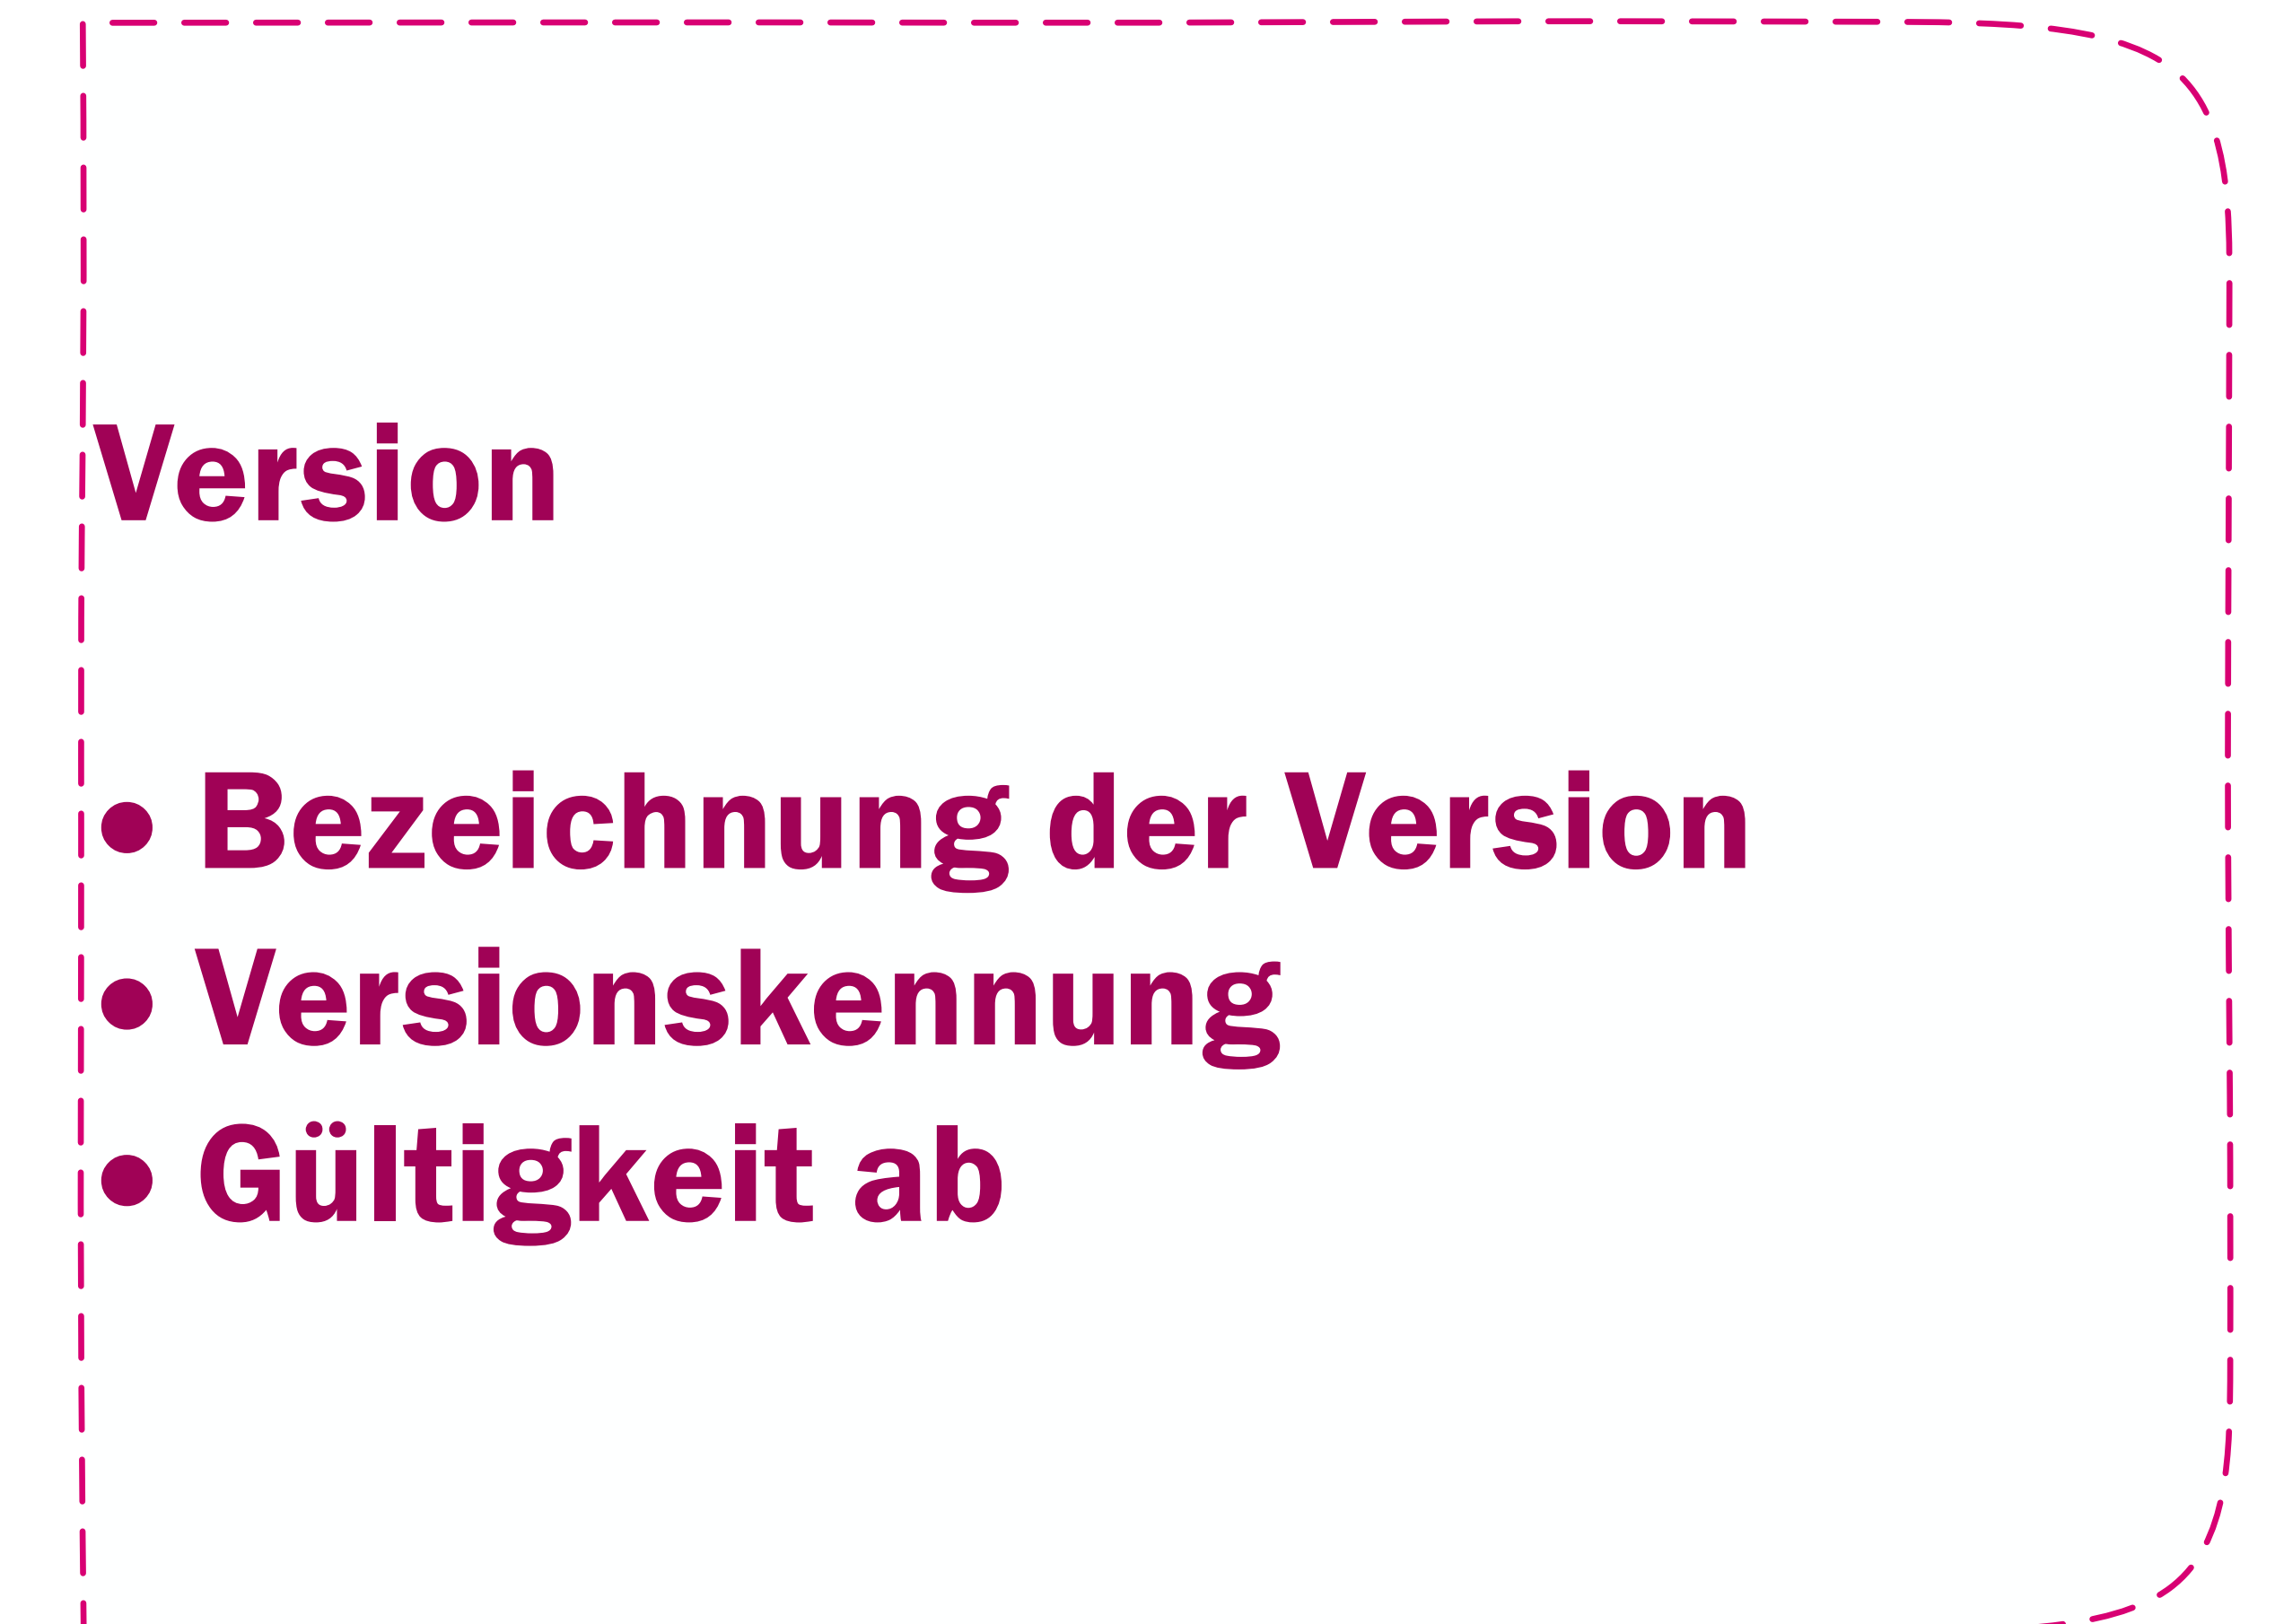 Version
• Bezeichnung der Version
• Versionskennung
• Gültigkeit ab